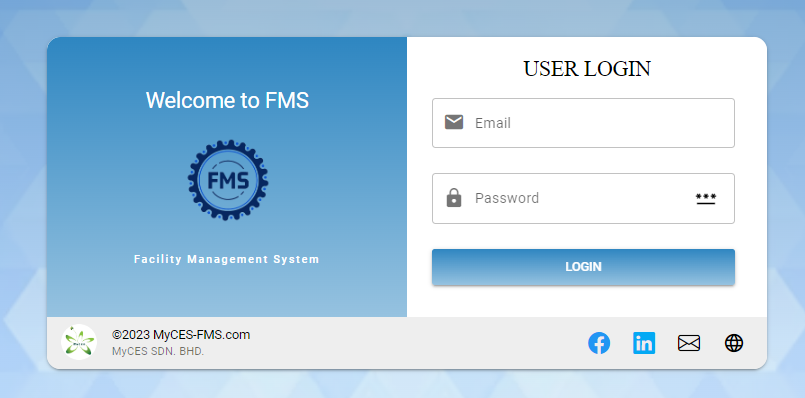 Welcome to FMS
FMS
Facility Management System
USER LOGIN
Email
Password
***
LOGIN
©2023 MyCES-FMS.com
MyCES SDN. BHD.